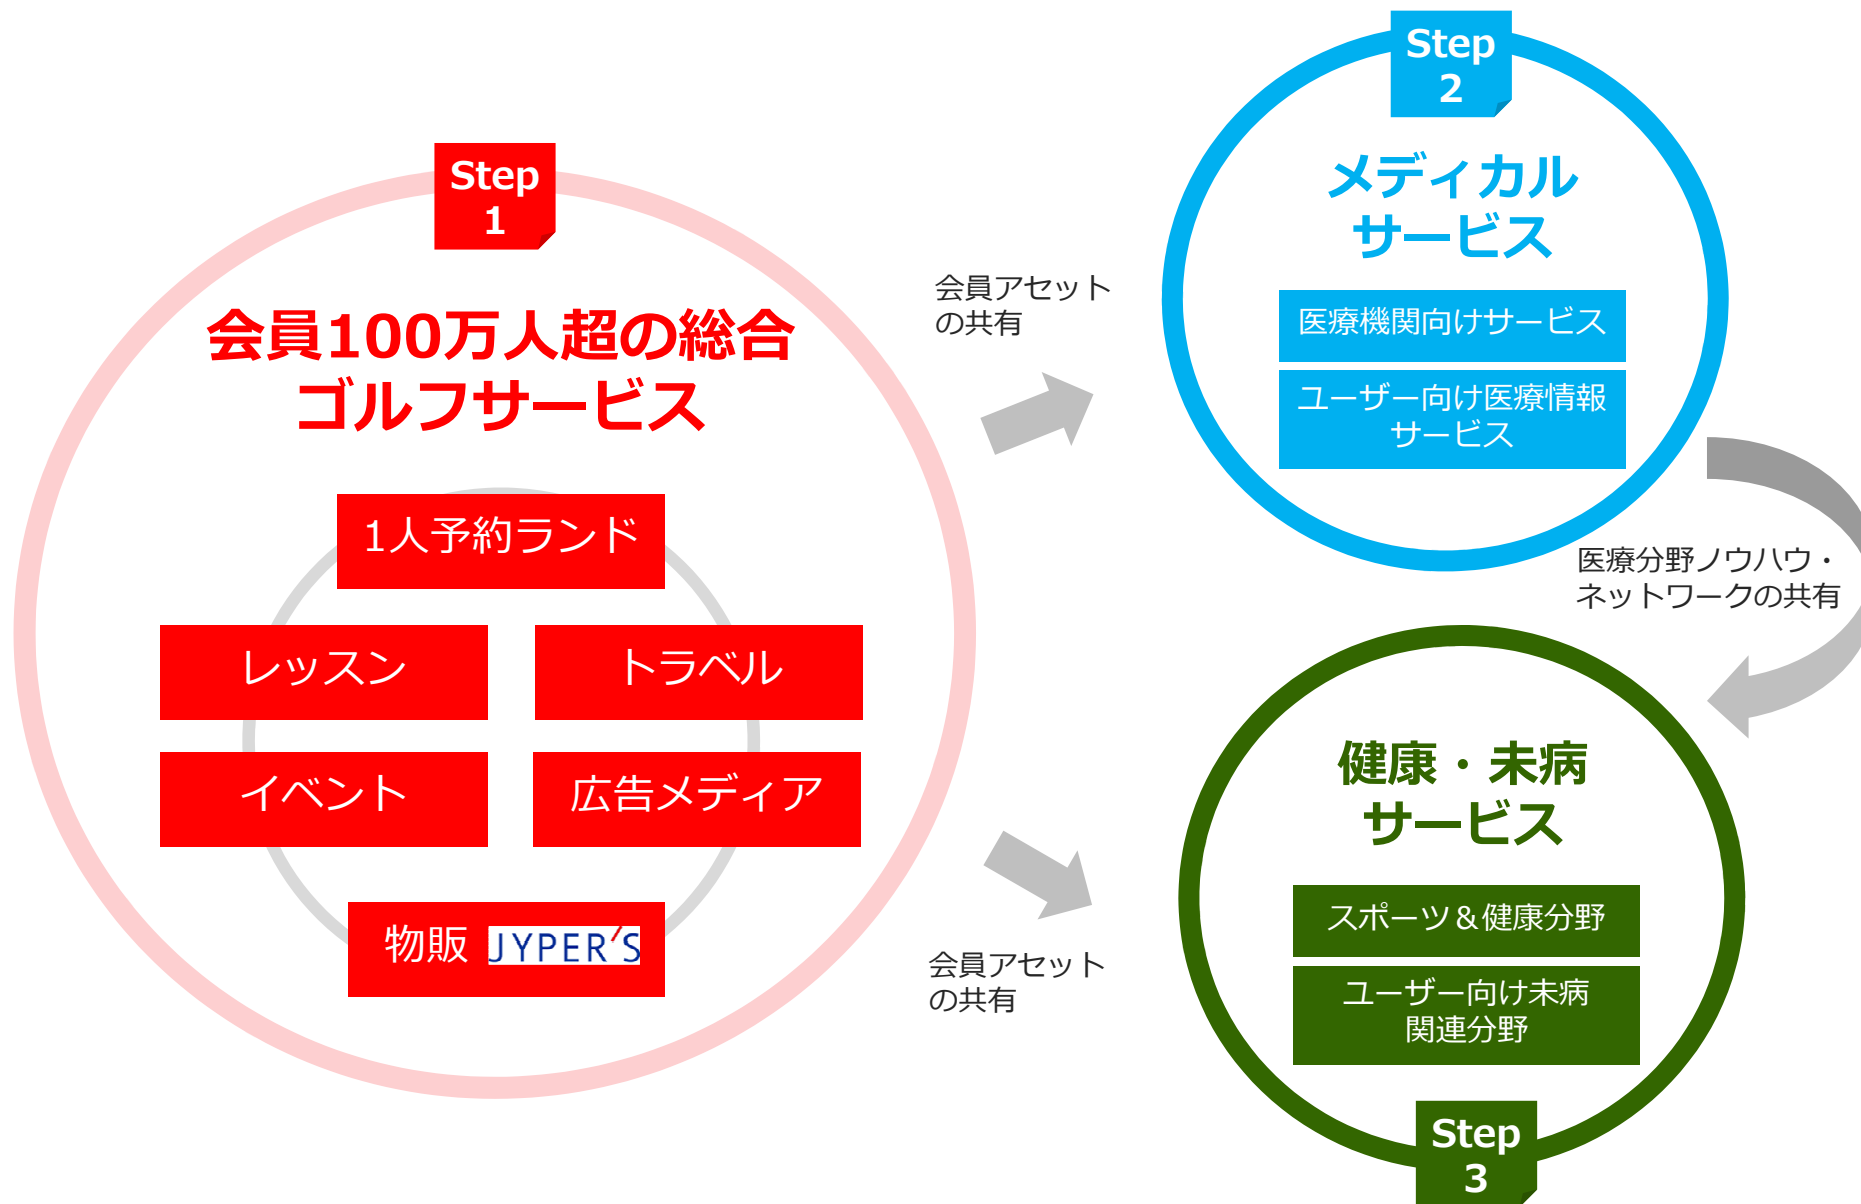 Step
1
会員100万人超の総合
ゴルフサービス
1人予約ランド
レッスン
トラベル
イベント
広告メディア
物販 JYPER'S
会員アセット
の共有
会員アセット
の共有
Step
2
メディカル
サービス
医療機関向けサービス
ユーザー向け医療情報
サービス
医療分野ノウハウ・
ネットワークの共有
健康・未病
サービス
スポーツ＆健康分野
ユーザー向け未病
関連分野
Step
3